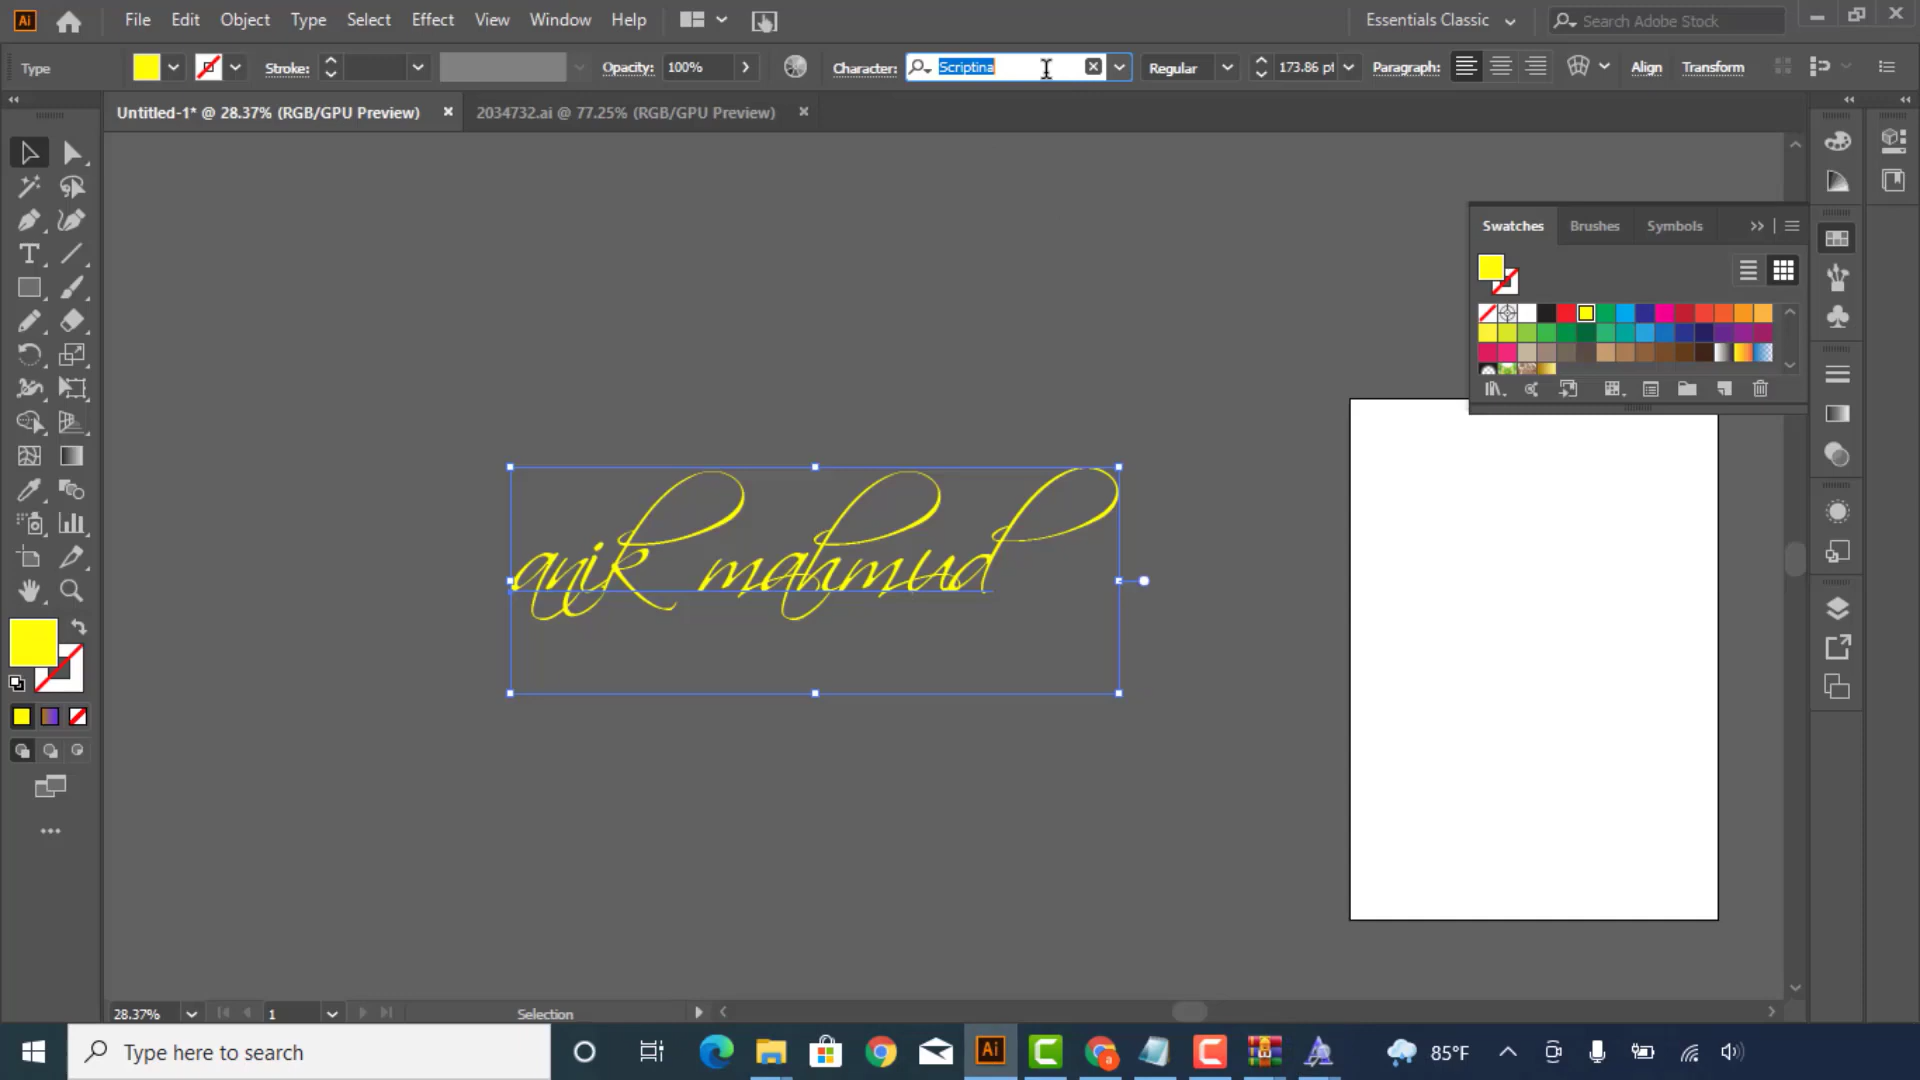 Ai File Edit Object Type Select Effect View Window Help Essentials Classic Search Adobe Stock
Type Stroke: Opacity: 100% Character: Scriptina Regular 173.86 pt Paragraph: Align Transform
Untitled-1* @ 28.37% (RGB/GPU Preview) 2034732.ai @ 77.25% (RGB/GPU Preview)
Swatches Brushes Symbols
anik mahmud
28.37% 1 Selection
Type here to search Ai 85°F